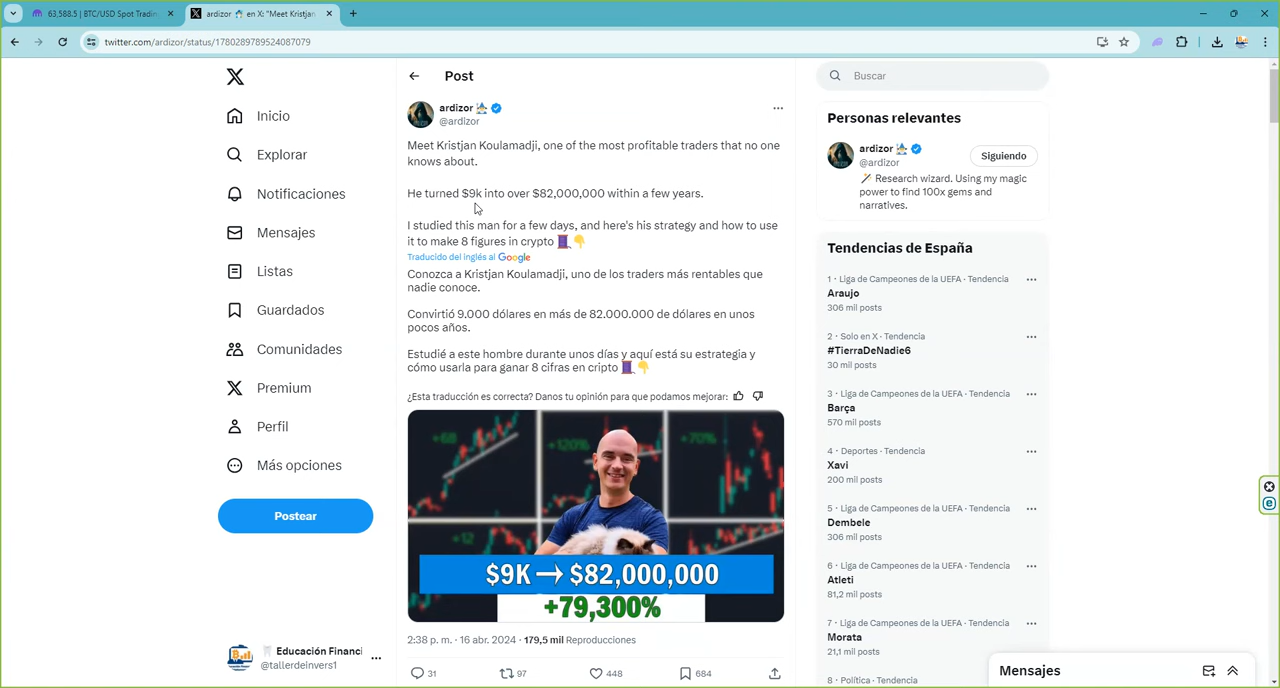 63,588.5 | BTC/USD Spot Tradin
ardizor en X: "Meet Kristjan
twitter.com/ardizor/status/1780289789524087079
Inicio
Explorar
Notificaciones
Mensajes
Listas
Guardados
Comunidades
Premium
Perfil
Más opciones
Postear
Educación Financi
@tallerdeinvers1
Post
ardizor
@ardizor
Meet Kristjan Koulamadji, one of the most profitable traders that no one
knows about.
He turned $9k into over $82,000,000 within a few years.
I studied this man for a few days, and here's his strategy and how to use
it to make 8 figures in crypto 🧵👇
Traducido del inglés al Google
Conozca a Kristjan Koulamadji, uno de los traders más rentables que
nadie conoce.
Convirtió 9.000 dólares en más de 82.000.000 de dólares en unos
pocos años.
Estudié a este hombre durante unos días y aquí está su estrategia y
cómo usarla para ganar 8 cifras en cripto 🧵👇
¿Esta traducción es correcta? Danos tu opinión para que podamos mejorar:
+68
+120%
+70%
+12
$9K → $82,000,000
+79,300%
2:38 p. m. · 16 abr. 2024 · 179,5 mil Reproducciones
31
97
448
684
Buscar
Personas relevantes
ardizor
@ardizor
Siguiendo
🪄 Research wizard. Using my magic
power to find 100x gems and
narratives.
Tendencias de España
1 · Liga de Campeones de la UEFA · Tendencia
Araujo
306 mil posts
2 · Solo en X · Tendencia
#TierraDeNadie6
30 mil posts
3 · Liga de Campeones de la UEFA · Tendencia
Barça
570 mil posts
4 · Deportes · Tendencia
Xavi
200 mil posts
5 · Liga de Campeones de la UEFA · Tendencia
Dembele
306 mil posts
6 · Liga de Campeones de la UEFA · Tendencia
Atleti
81,2 mil posts
7 · Liga de Campeones de la UEFA · Tendencia
Morata
21,1 mil posts
8 · Política · Tendencia
Mensajes